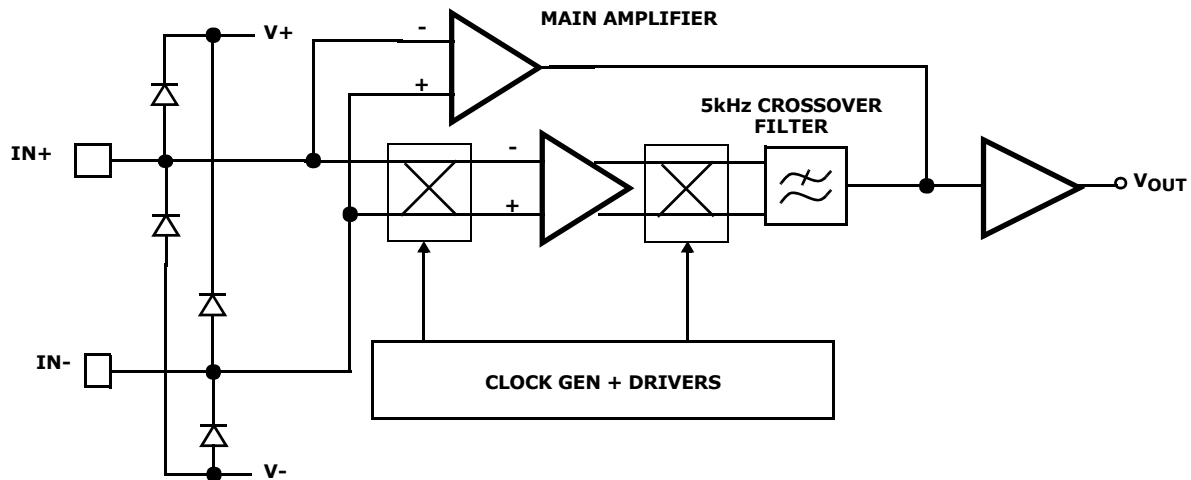 MAIN AMPLIFIER
V+
-
+
5kHz CROSSOVER
FILTER
IN+
-
+
VOUT
IN-
CLOCK GEN + DRIVERS
V-